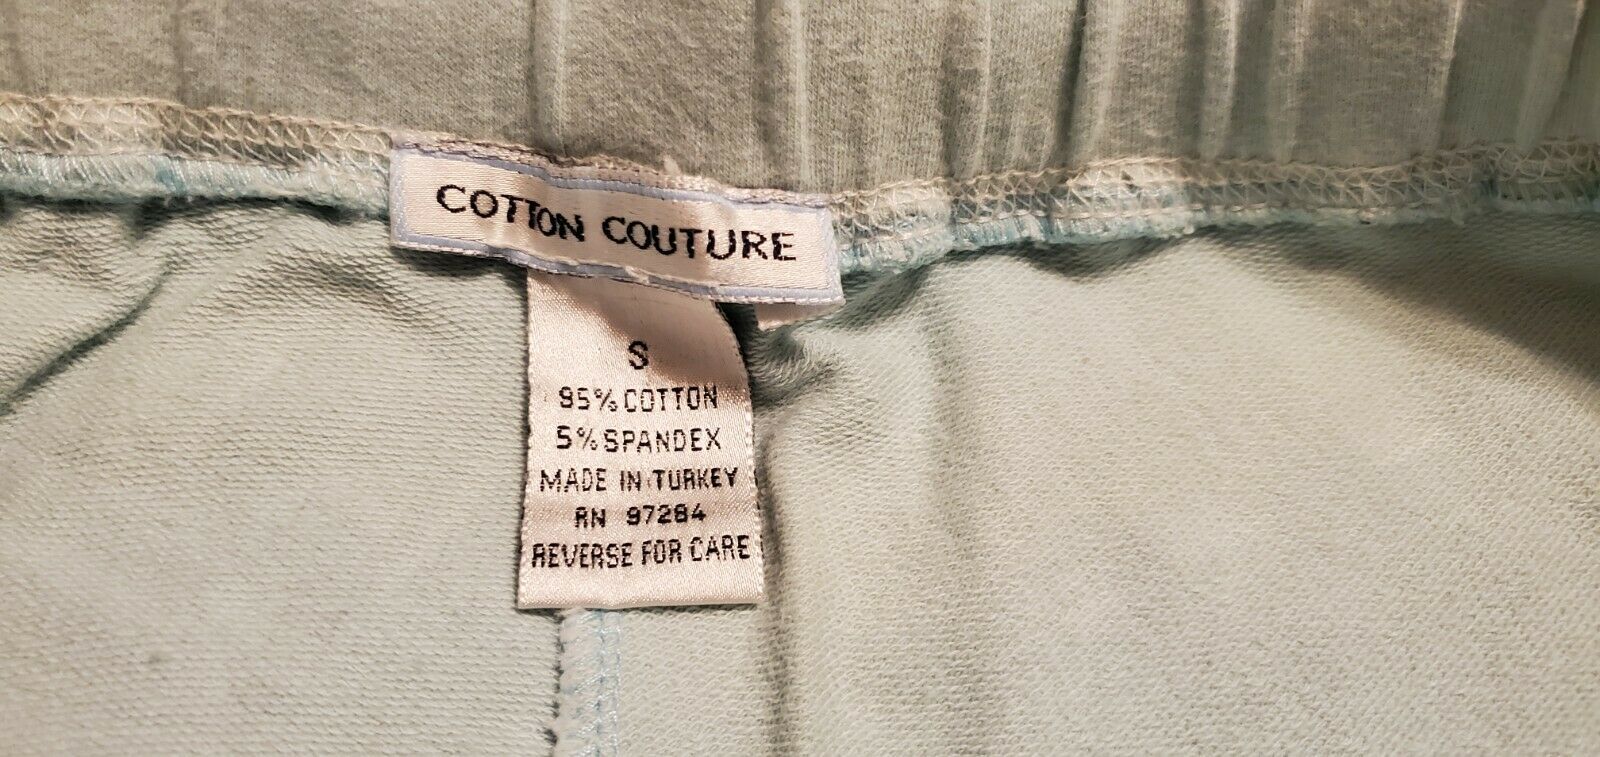 COTTON COUTURE
S
95% COTTON
5% SPANDEX
MADE IN TURKEY
RN 97284
REVERSE FOR CARE